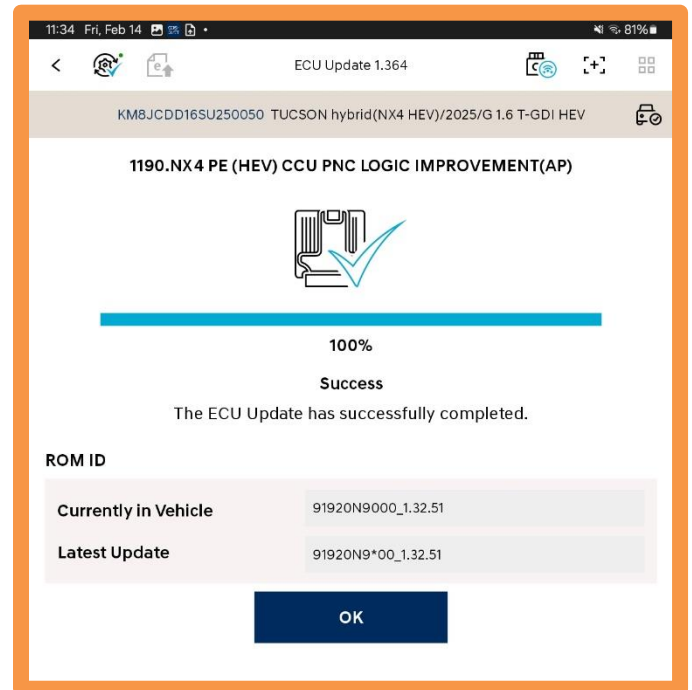 11:34 Fri, Feb 14 81%
ECU Update 1.364
KM8JCDD16SU250050 TUCSON hybrid(NX4 HEV)/2025/G 1.6 T-GDI HEV
1190.NX4 PE (HEV) CCU PNC LOGIC IMPROVEMENT(AP)
100%
Success
The ECU Update has successfully completed.
ROM ID
Currently in Vehicle 91920N9000_1.32.51
Latest Update 91920N9*00_1.32.51
OK